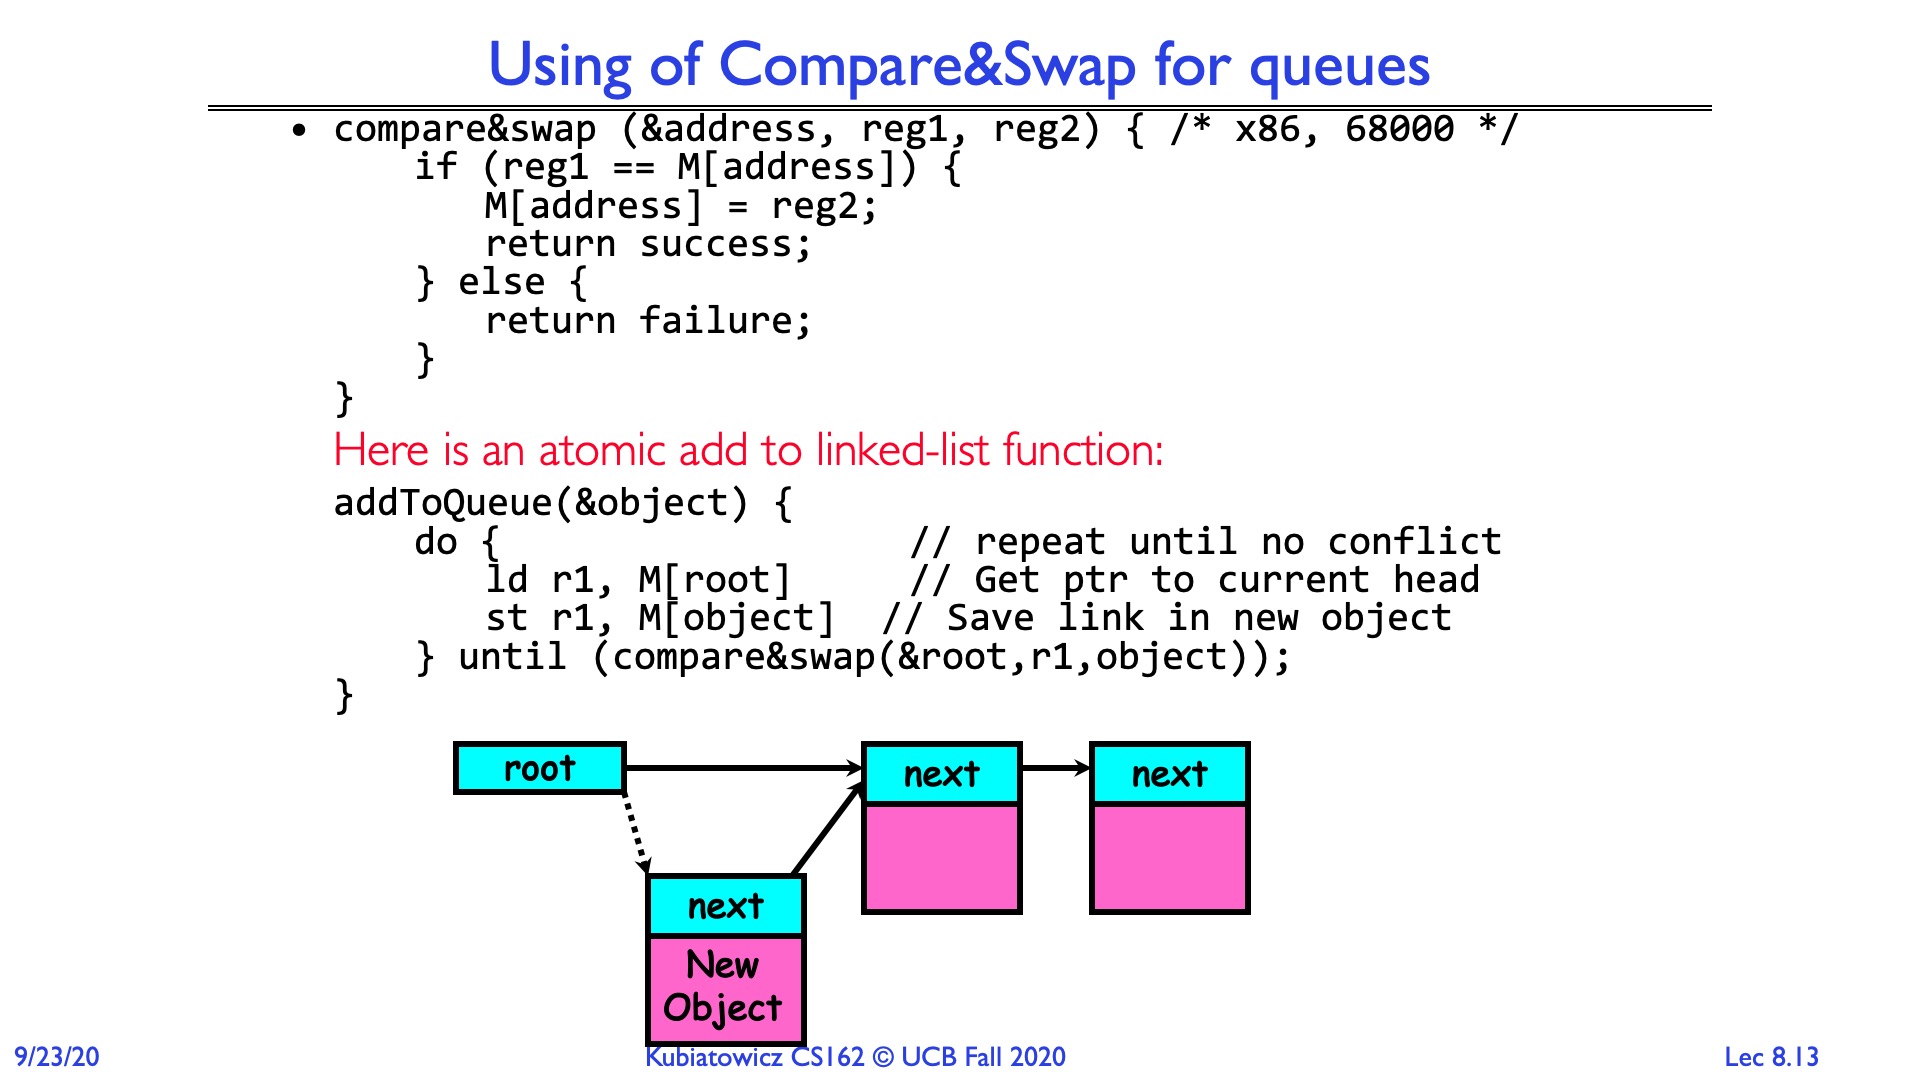 Using of Compare&Swap for queues
• compare&swap (&address, reg1, reg2) { /* x86, 68000 */
if (reg1 == M[address]) {
M[address] = reg2;
return success;
} else {
return failure;
}
}
Here is an atomic add to linked-list function:
addToQueue(&object) {
do { // repeat until no conflict
ld r1, M[root] // Get ptr to current head
st r1, M[object] // Save link in new object
} until (compare&swap(&root,r1,object));
}
root
next
next
next
New
Object
9/23/20
Kubiatowicz CS162 © UCB Fall 2020
Lec 8.13